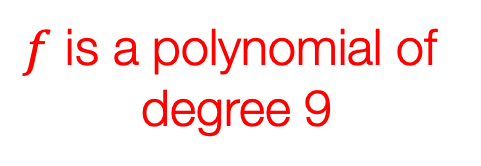 f is a polynomial of
degree 9